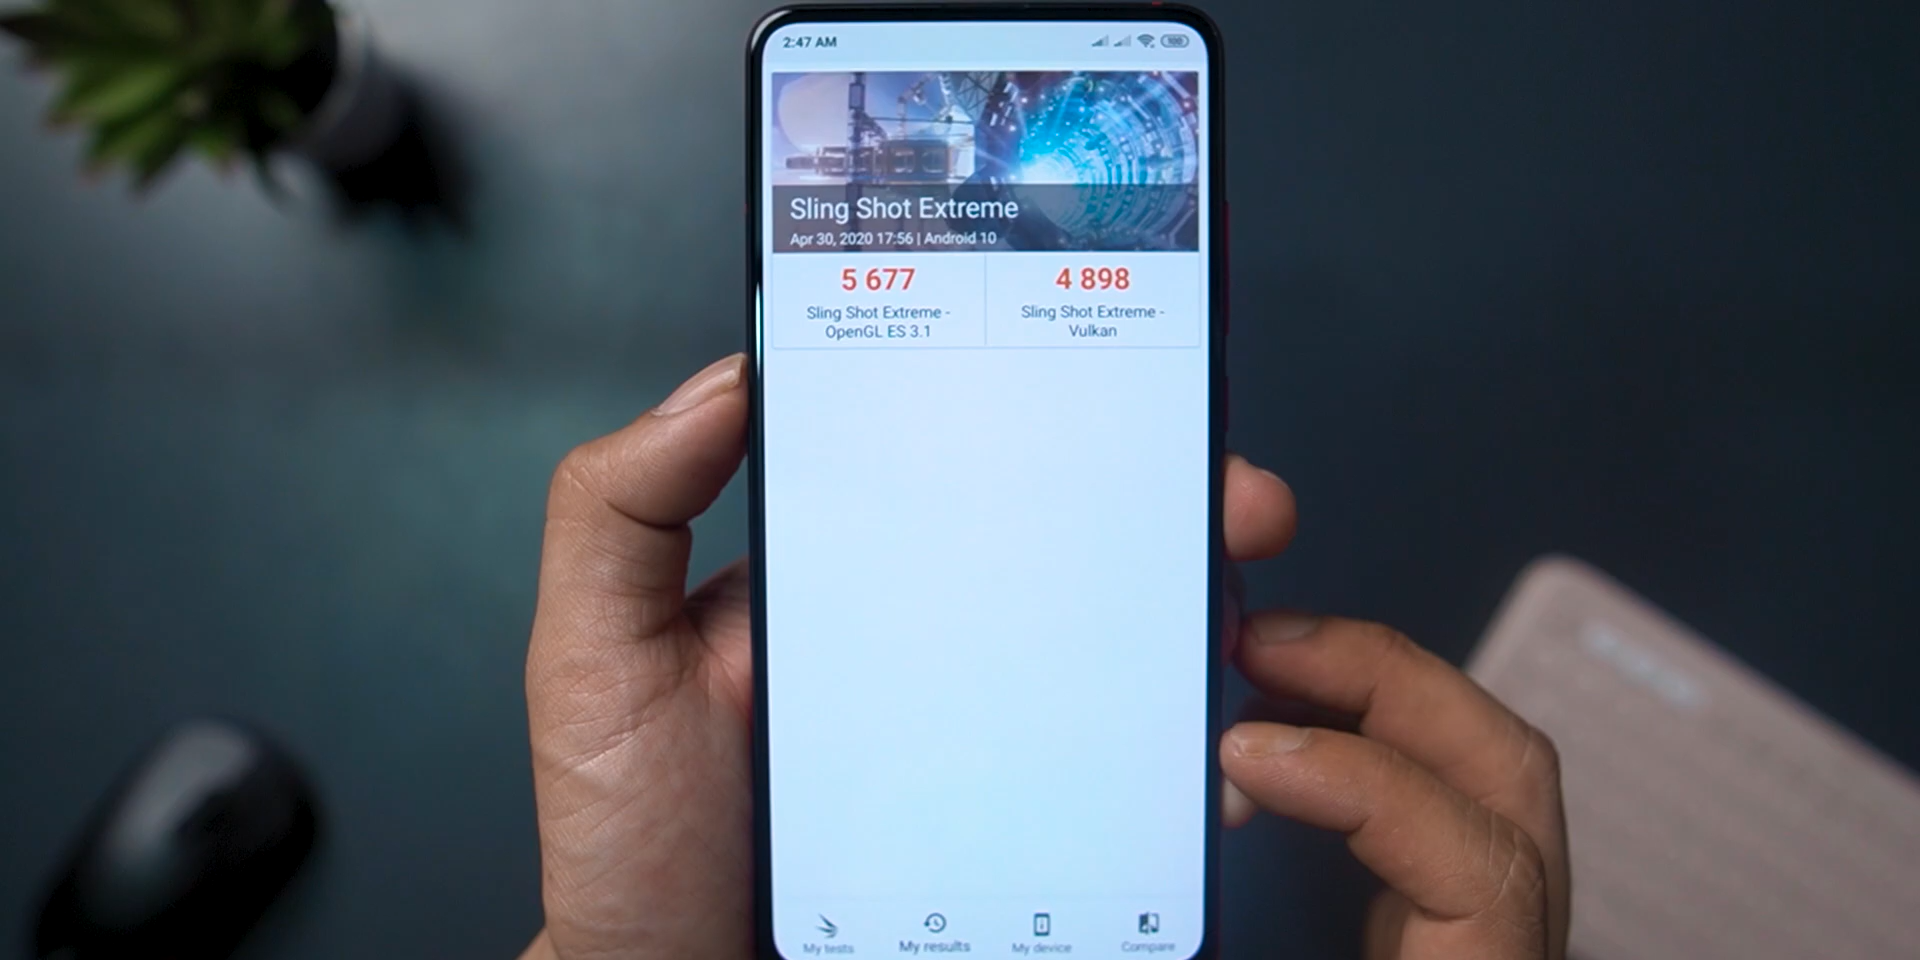 2:47 AM
100
Sling Shot Extreme
Apr 30, 2020 17:56 | Android 10
5 677
4 898
Sling Shot Extreme -
OpenGL ES 3.1
Sling Shot Extreme -
Vulkan
My tests
My results
My device
Compare